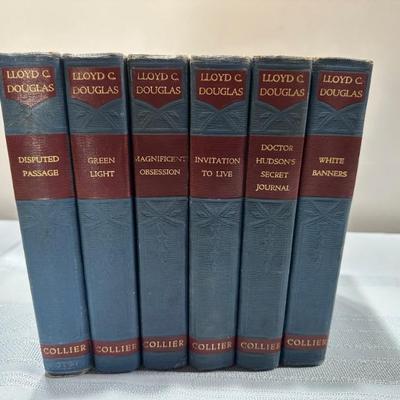 LLOYD C.
DOUGLAS
DISPUTED
PASSAGE
COLLIER
LLOYD C.
DOUGLAS
GREEN
LIGHT
COLLIER
LLOYD C.
DOUGLAS
MAGNIFICENT
OBSESSION
COLLIER
LLOYD C.
DOUGLAS
INVITATION
TO LIVE
COLLIER
LLOYD C.
DOUGLAS
DOCTOR
HUDSON'S
SECRET
JOURNAL
COLLIER
LLOYD C.
DOUGLAS
WHITE
BANNERS
COLLIER